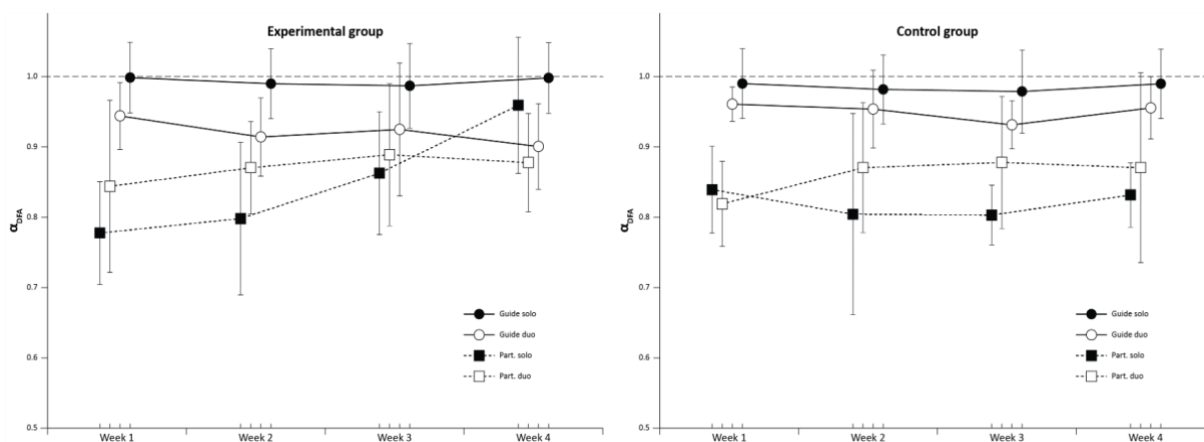 Experimental group
1.0
0.9
0.8
0.7
0.6
0.5
α_DFA
Guide solo
Guide duo
Part. solo
Part. duo
Week 1 Week 2 Week 3 Week 4
Control group
1.0
0.9
0.8
0.7
0.6
0.5
α_DFA
Guide solo
Guide duo
Part. solo
Part. duo
Week 1 Week 2 Week 3 Week 4